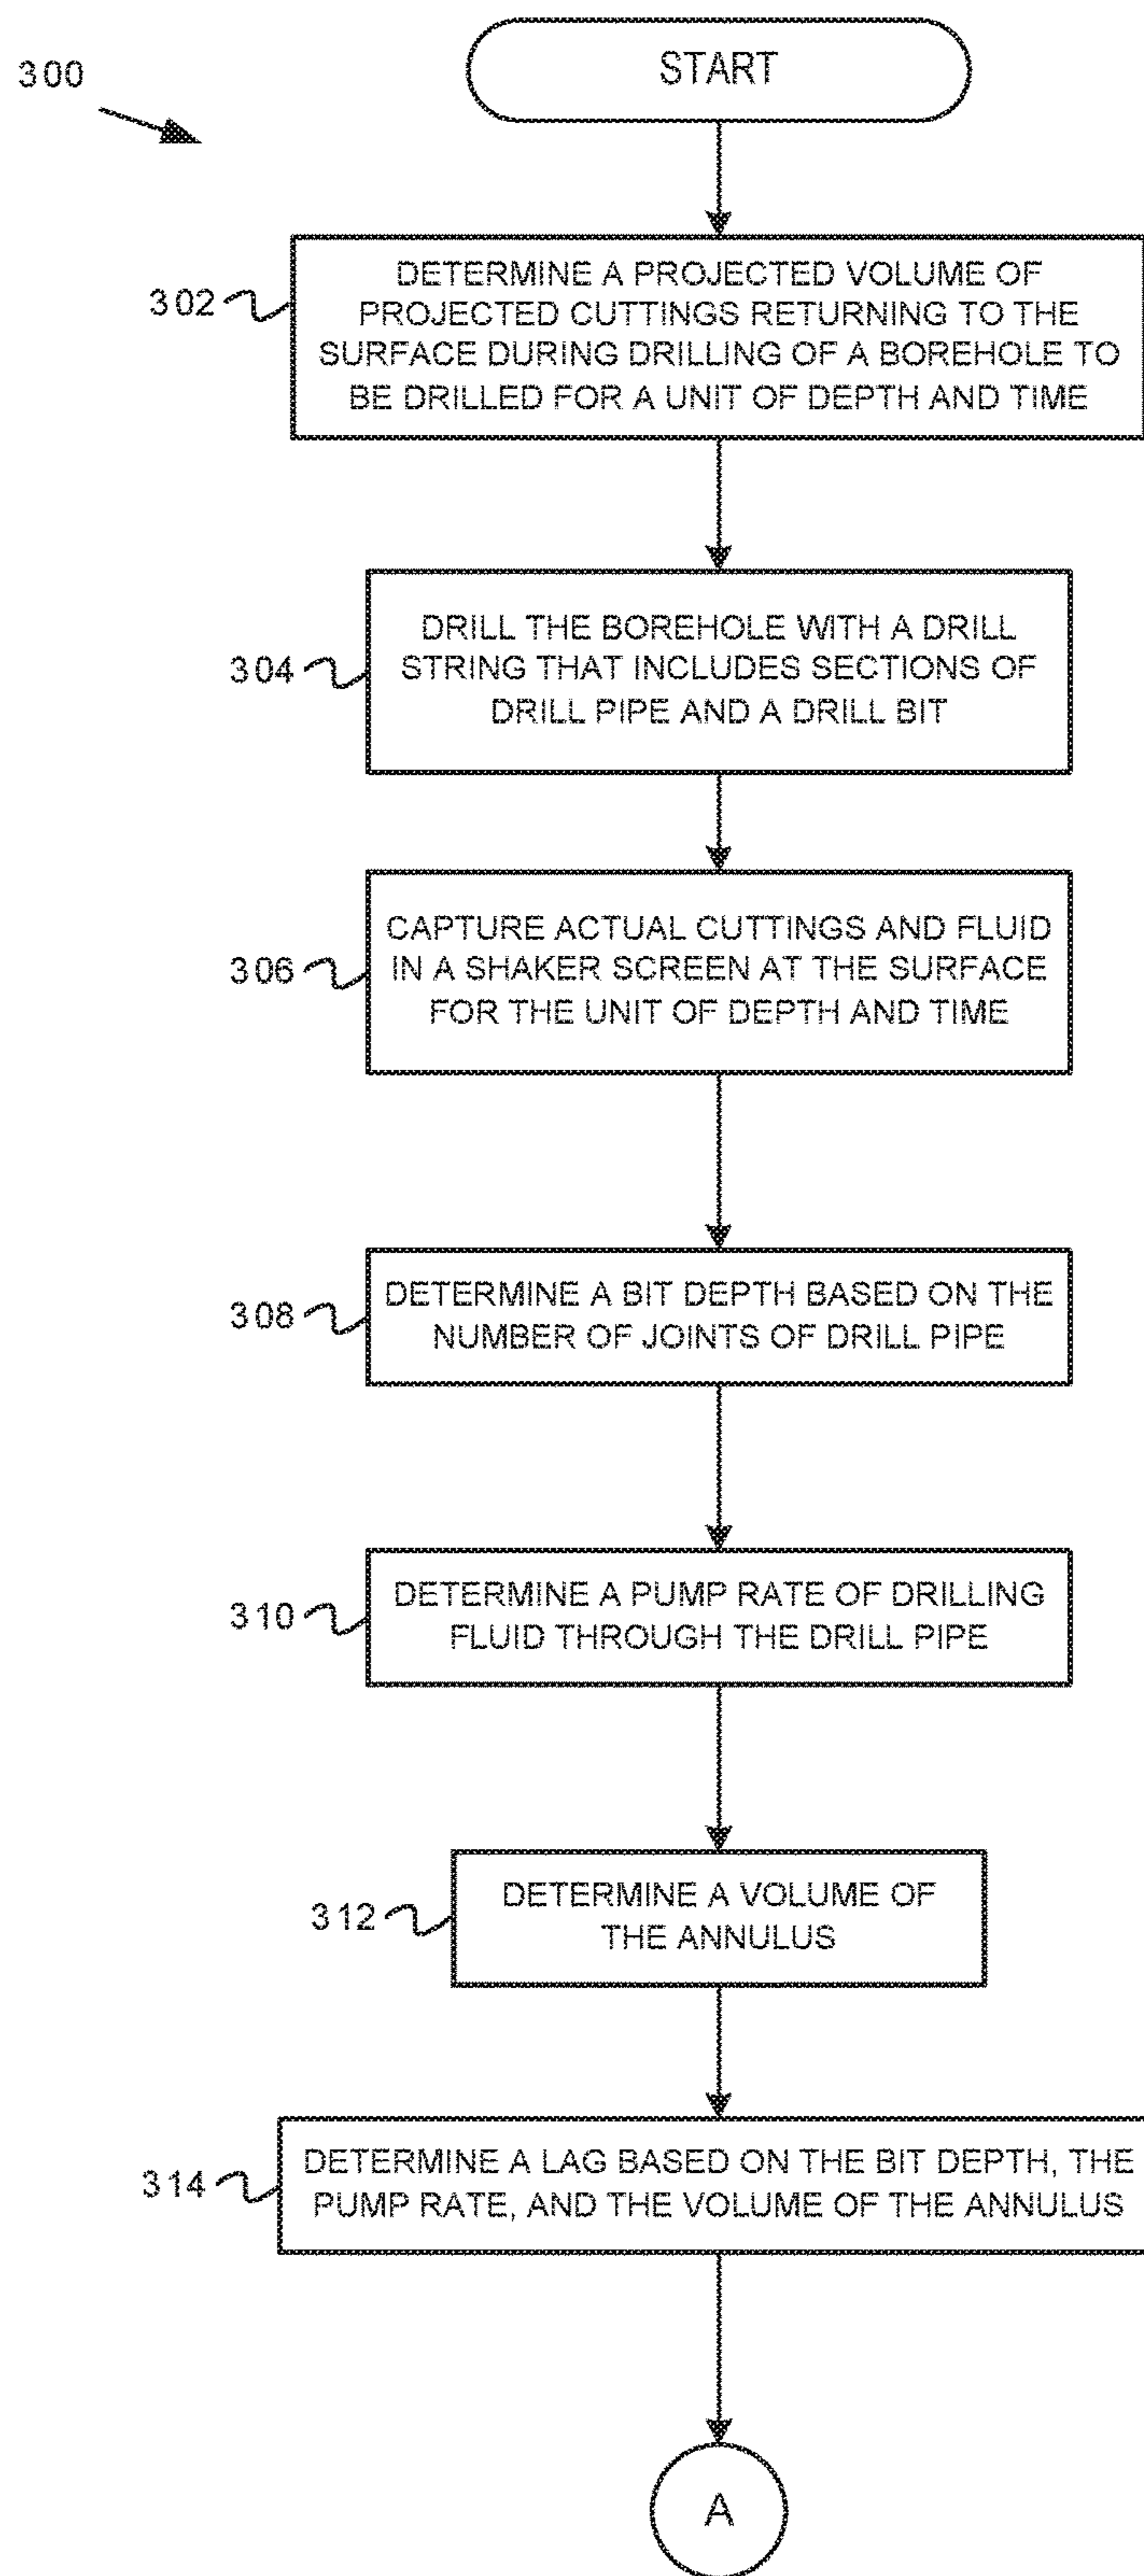 300
START
302
DETERMINE A PROJECTED VOLUME OF
PROJECTED CUTTINGS RETURNING TO THE
SURFACE DURING DRILLING OF A BOREHOLE TO
BE DRILLED FOR A UNIT OF DEPTH AND TIME
304
DRILL THE BOREHOLE WITH A DRILL
STRING THAT INCLUDES SECTIONS OF
DRILL PIPE AND A DRILL BIT
306
CAPTURE ACTUAL CUTTINGS AND FLUID
IN A SHAKER SCREEN AT THE SURFACE
FOR THE UNIT OF DEPTH AND TIME
308
DETERMINE A BIT DEPTH BASED ON THE
NUMBER OF JOINTS OF DRILL PIPE
310
DETERMINE A PUMP RATE OF DRILLING
FLUID THROUGH THE DRILL PIPE
312
DETERMINE A VOLUME OF
THE ANNULUS
314
DETERMINE A LAG BASED ON THE BIT DEPTH, THE
PUMP RATE, AND THE VOLUME OF THE ANNULUS
A